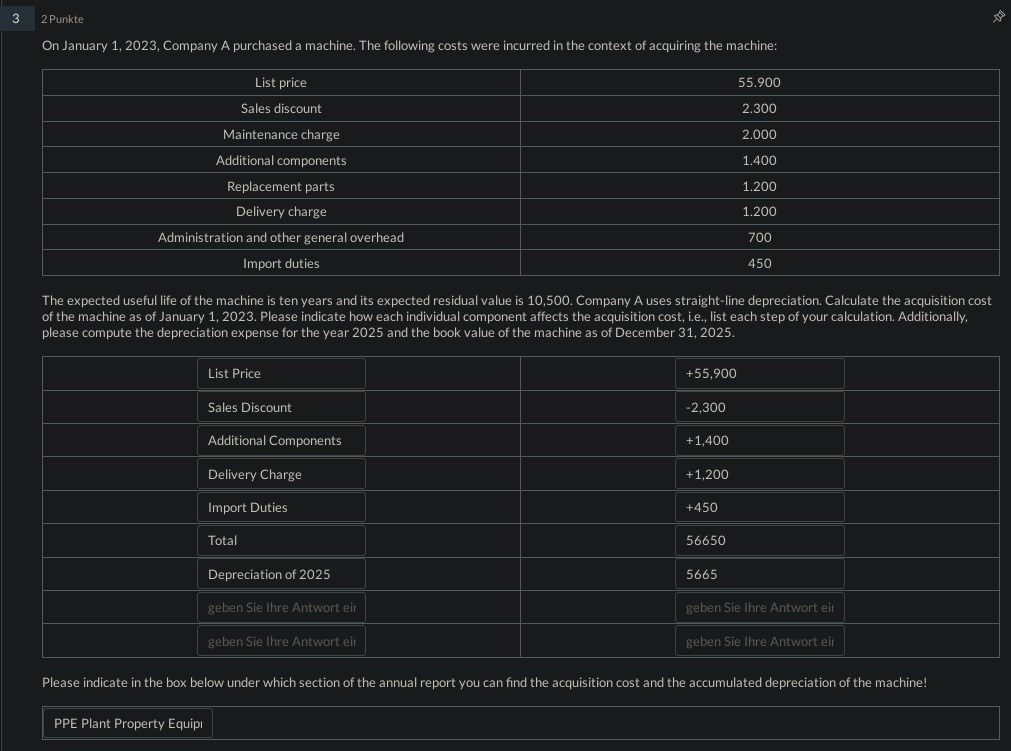 3 2 Punkte
On January 1, 2023, Company A purchased a machine. The following costs were incurred in the context of acquiring the machine:
List price 55.900
Sales discount 2.300
Maintenance charge 2.000
Additional components 1.400
Replacement parts 1.200
Delivery charge 1.200
Administration and other general overhead 700
Import duties 450
The expected useful life of the machine is ten years and its expected residual value is 10,500. Company A uses straight-line depreciation. Calculate the acquisition cost
of the machine as of January 1, 2023. Please indicate how each individual component affects the acquisition cost, i.e., list each step of your calculation. Additionally,
please compute the depreciation expense for the year 2025 and the book value of the machine as of December 31, 2025.
List Price +55,900
Sales Discount -2,300
Additional Components +1,400
Delivery Charge +1,200
Import Duties +450
Total 56650
Depreciation of 2025 5665
geben Sie Ihre Antwort ein geben Sie Ihre Antwort ein
geben Sie Ihre Antwort ein geben Sie Ihre Antwort ein
Please indicate in the box below under which section of the annual report you can find the acquisition cost and the accumulated depreciation of the machine!
PPE Plant Property Equip